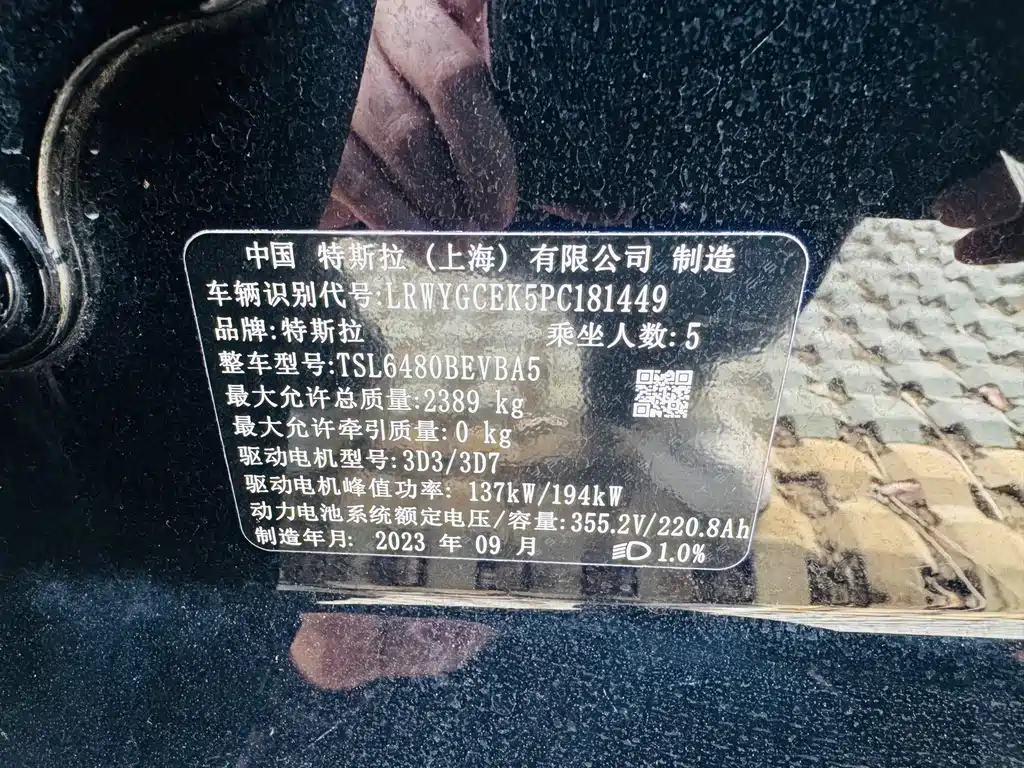 中国 特斯拉（上海）有限公司 制造
车辆识别代号:LRWYGCEK5PC181449
品牌:特斯拉 乘坐人数:5
整车型号:TSL6480BEVBA5
最大允许总质量:2389 kg
最大允许牵引质量:0 kg
驱动电机型号:3D3/3D7
驱动电机峰值功率: 137kW/194kW
动力电池系统额定电压/容量:355.2V/220.8Ah
制造年月: 2023 年 09 月 1.0%